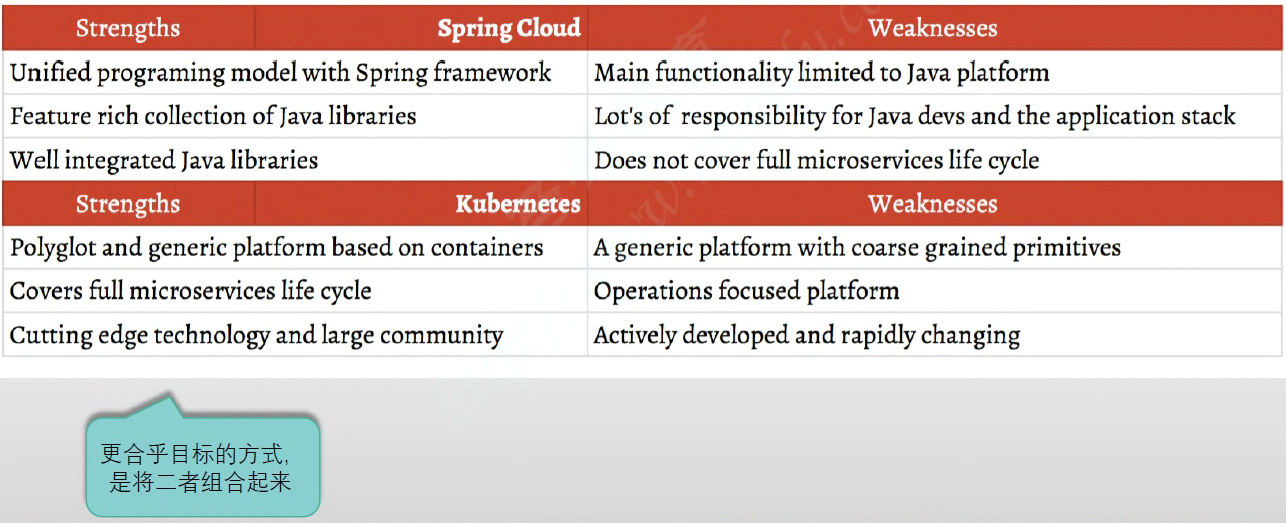 Strengths Spring Cloud Weaknesses
Unified programing model with Spring framework Main functionality limited to Java platform
Feature rich collection of Java libraries Lot's of responsibility for Java devs and the application stack
Well integrated Java libraries Does not cover full microservices life cycle
Strengths Kubernetes Weaknesses
Polyglot and generic platform based on containers A generic platform with coarse grained primitives
Covers full microservices life cycle Operations focused platform
Cutting edge technology and large community Actively developed and rapidly changing
更合乎目标的方式,
是将二者组合起来